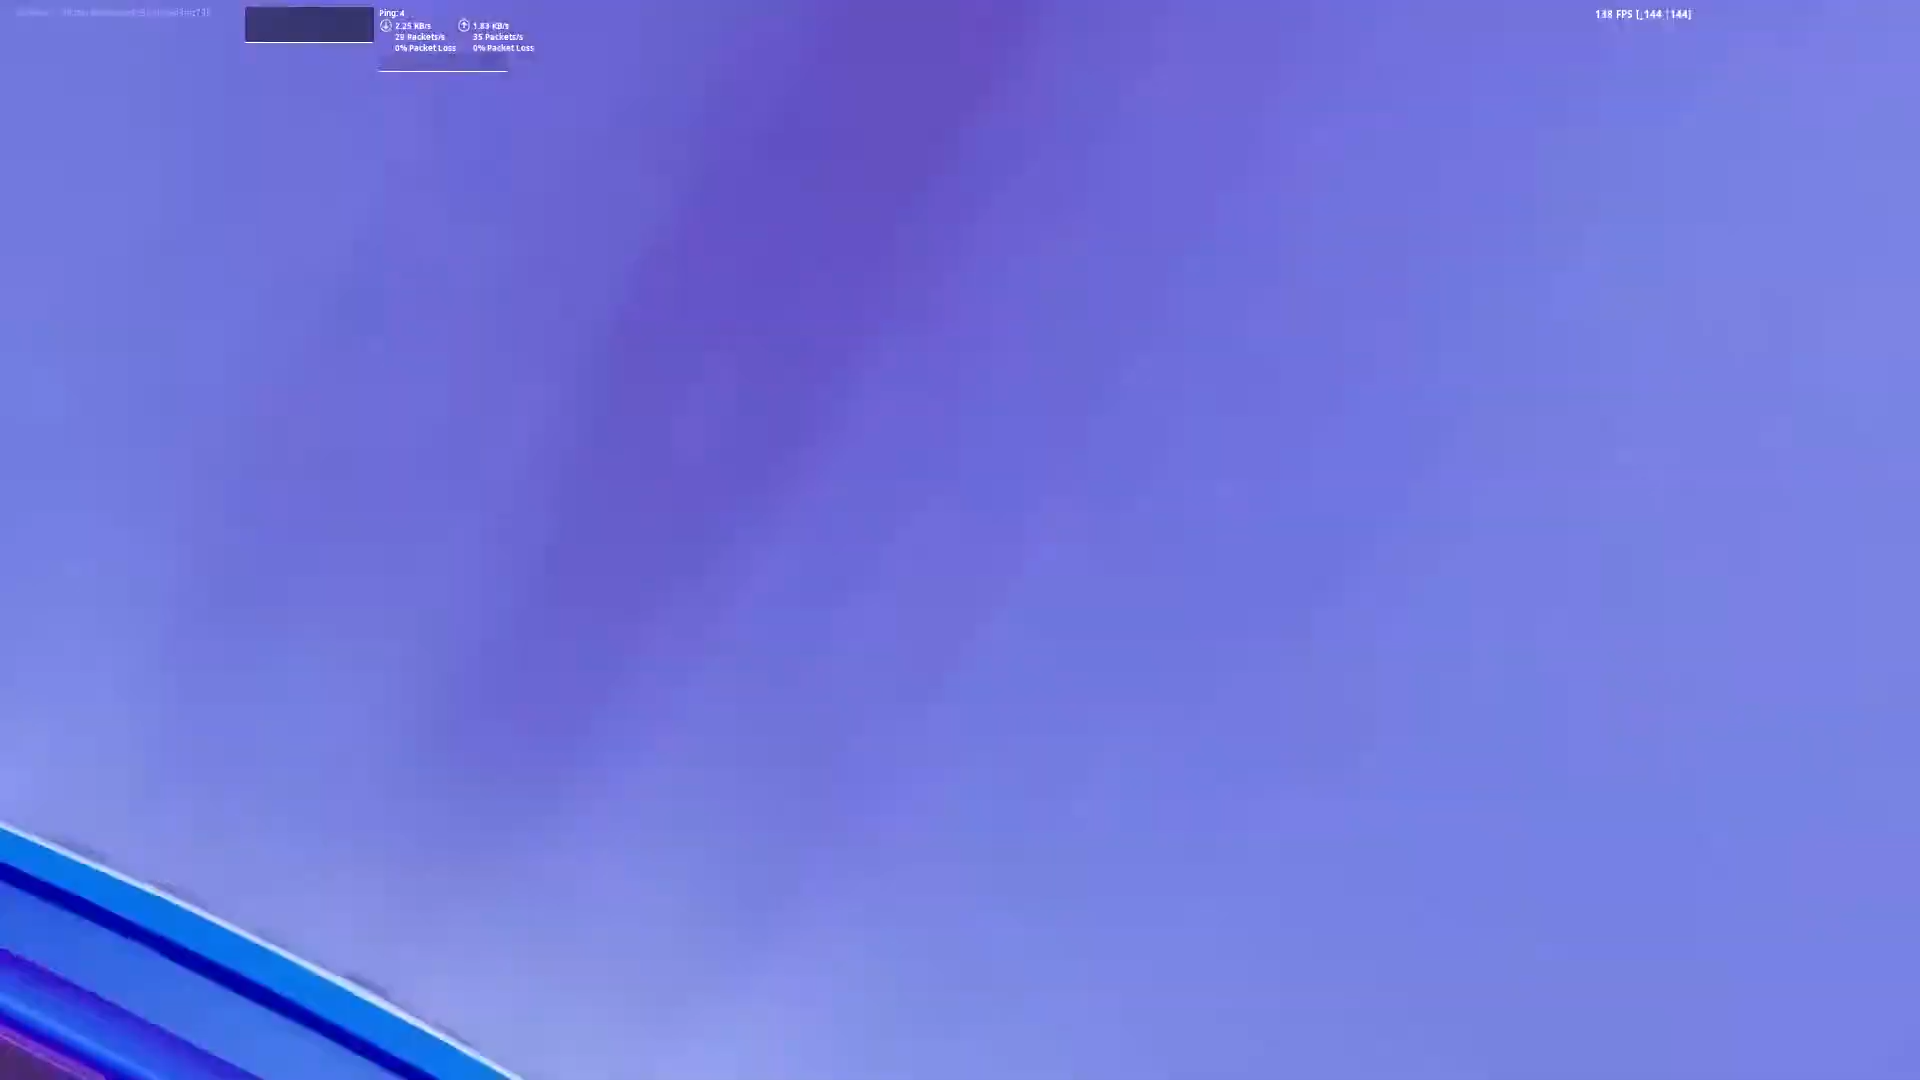 Ping: 4
2.25 KB/s 1.83 KB/s
29 Packets/s 35 Packets/s
0% Packet Loss 0% Packet Loss
138 FPS [ 144 | 144]